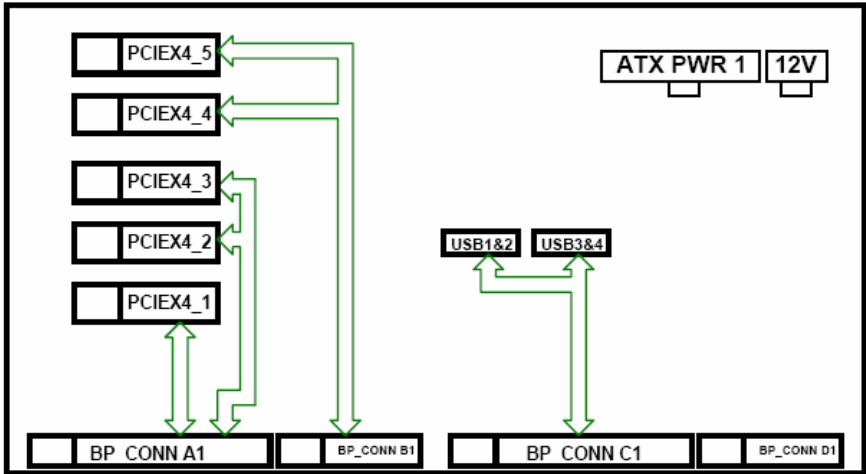 PCIEX4_5
ATX PWR 1
12V
PCIEX4_4
PCIEX4_3
PCIEX4_2
USB1&2
USB3&4
PCIEX4_1
BP CONN A1
BP_CONN B1
BP CONN C1
BP_CONN D1